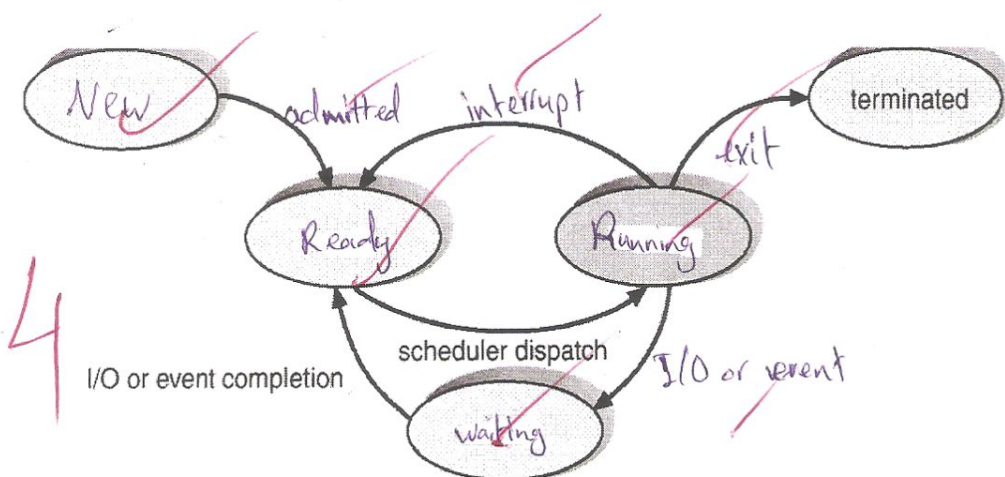 New
admitted
interrupt
terminated
exit
Ready
Running
4
scheduler dispatch
I/O or event completion
I/O or event
waiting